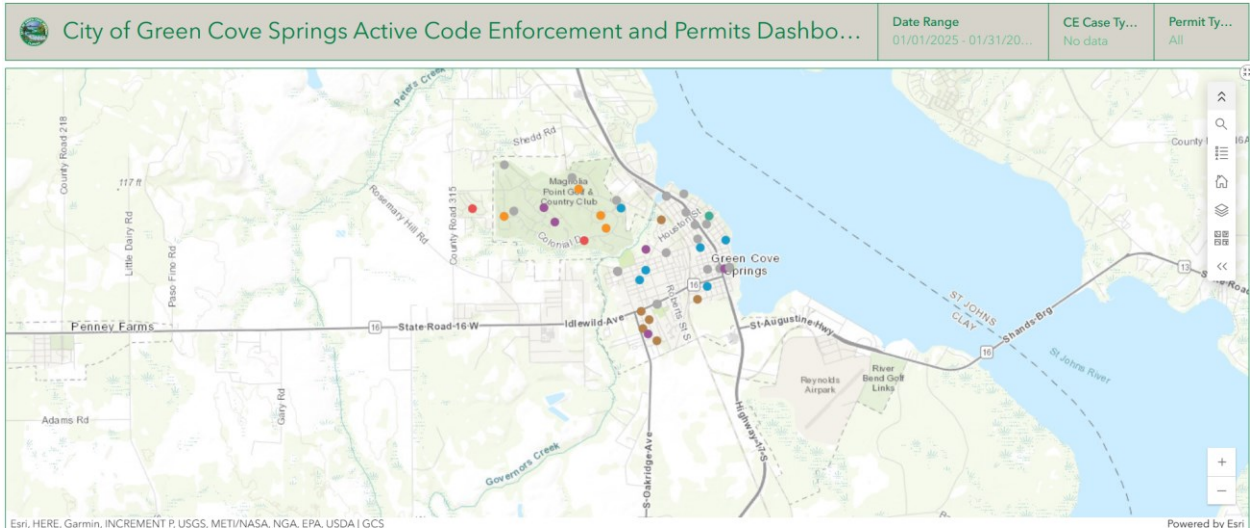 City of Green Cove Springs Active Code Enforcement and Permits Dashbo...
Date Range
01/01/2025 - 01/31/20...
CE Case Ty...
No data
Permit Ty...
All
Peters Creek
County Road 218
Shedd Rd
County
16A
117 ft
Magnolia
Point Golf &
Country Club
Rosemary Hill Rd
County Road 315
Little Dairy Rd
Paso Fino Rd
Colonial D
Houston St
Green Cove
Springs
16
13
Roberts St S
ST JOHNS
CLAY
Shands Brg
Penney Farms
16
State Road 16 W
Idlewild Ave
St Augustine Hwy
16
St Johns River
Reynolds
Airpark
River
Bend Golf
Links
Adams Rd
Gary Rd
S Oakridge Ave
Highway 17 S
Governors Creek
Esri, HERE, Garmin, INCREMENT P, USGS, METI/NASA, NGA, EPA, USDA | GCS
Powered by Esri